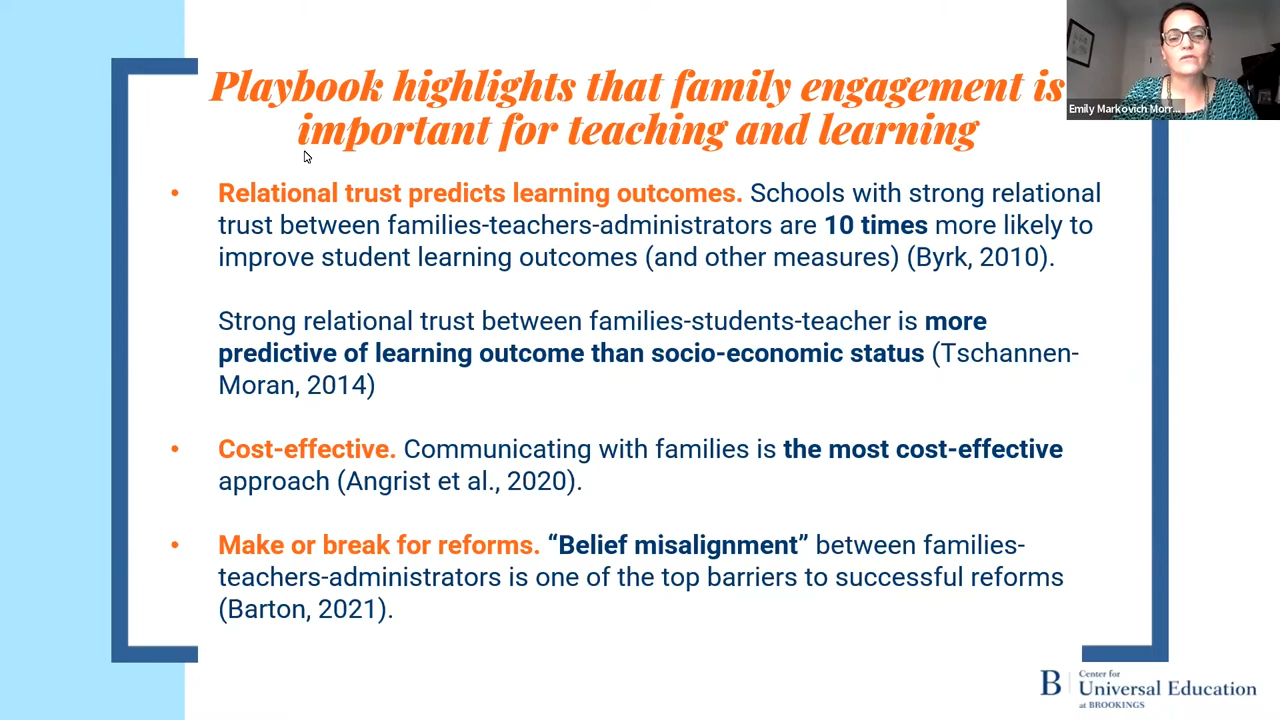 Playbook highlights that family engagement is
important for teaching and learning
Emily Markovich Morr...
• Relational trust predicts learning outcomes. Schools with strong relational
trust between families-teachers-administrators are 10 times more likely to
improve student learning outcomes (and other measures) (Byrk, 2010).
Strong relational trust between families-students-teacher is more
predictive of learning outcome than socio-economic status (Tschannen-
Moran, 2014)
• Cost-effective. Communicating with families is the most cost-effective
approach (Angrist et al., 2020).
• Make or break for reforms. “Belief misalignment” between families-
teachers-administrators is one of the top barriers to successful reforms
(Barton, 2021).
B
Center for
Universal Education
at BROOKINGS